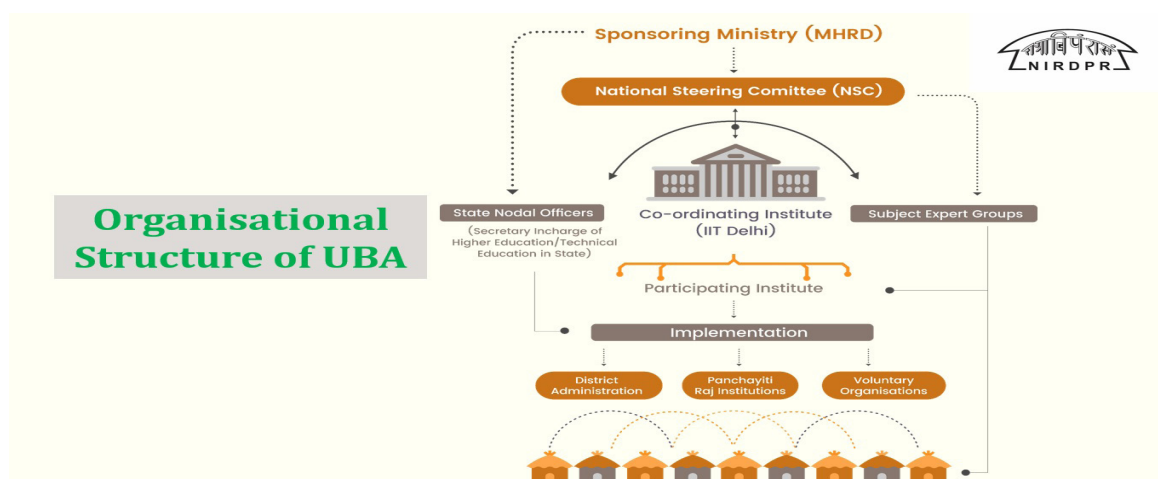 Sponsoring Ministry (MHRD)
National Steering Comittee (NSC)
NIRDPR
Organisational
Structure of UBA
State Nodal Officers
(Secretary Incharge of
Higher Education/Technical
Education in State)
Co-ordinating Institute
(IIT Delhi)
Subject Expert Groups
Participating Institute
Implementation
District
Administration
Panchayiti
Raj Institutions
Voluntary
Organisations